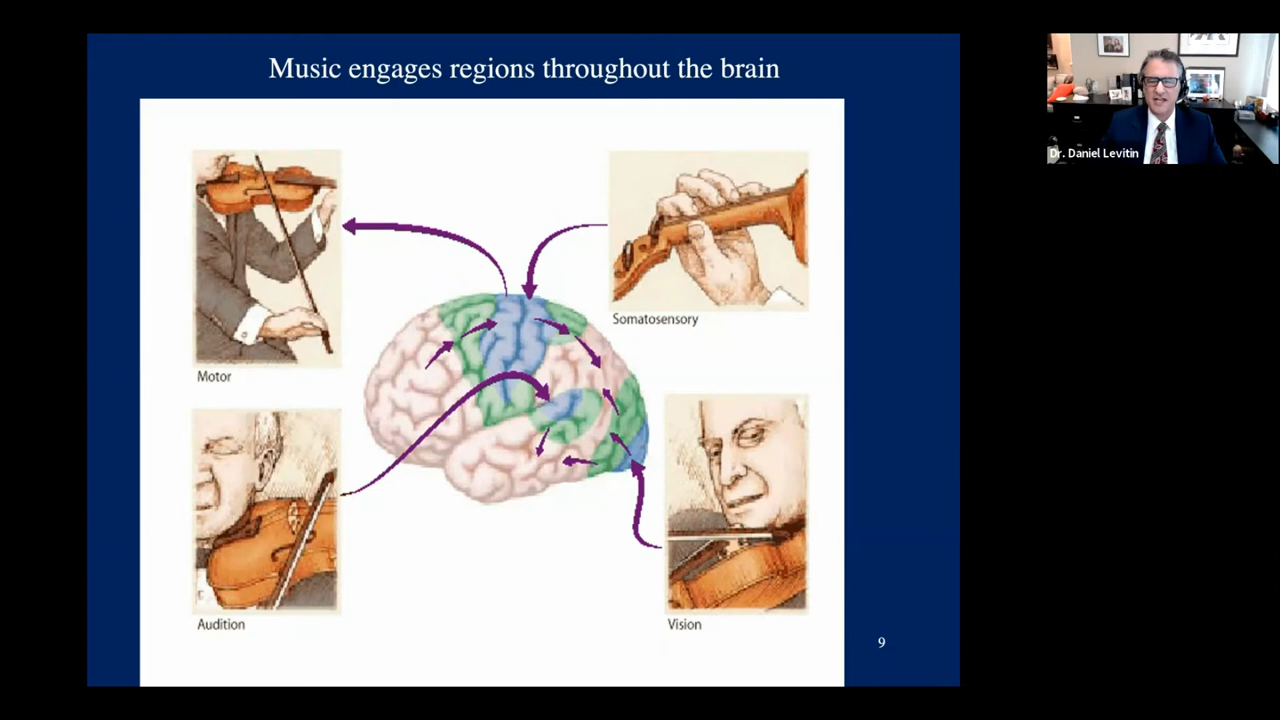 Music engages regions throughout the brain
Motor
Somatosensory
Audition
Vision
9
Dr. Daniel Levitin